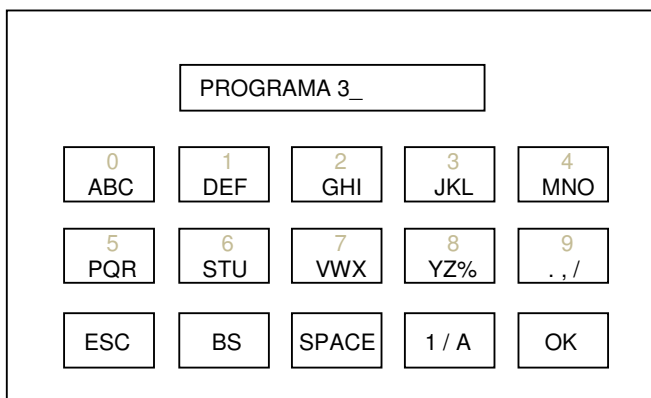 PROGRAMA 3_
0 1 2 3 4
ABC DEF GHI JKL MNO
5 6 7 8 9
PQR STU VWX YZ% . , /
ESC BS SPACE 1 / A OK